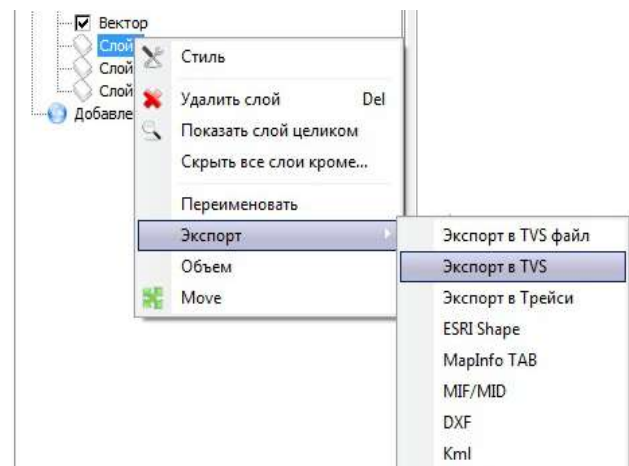 Вектор
Слой
Слой
Слой
Добавле
Стиль
Удалить слой Del
Показать слой целиком
Скрыть все слои кроме...
Переименовать
Экспорт
Объем
Move
Экспорт в TVS файл
Экспорт в TVS
Экспорт в Трейси
ESRI Shape
MapInfo TAB
MIF/MID
DXF
Kml